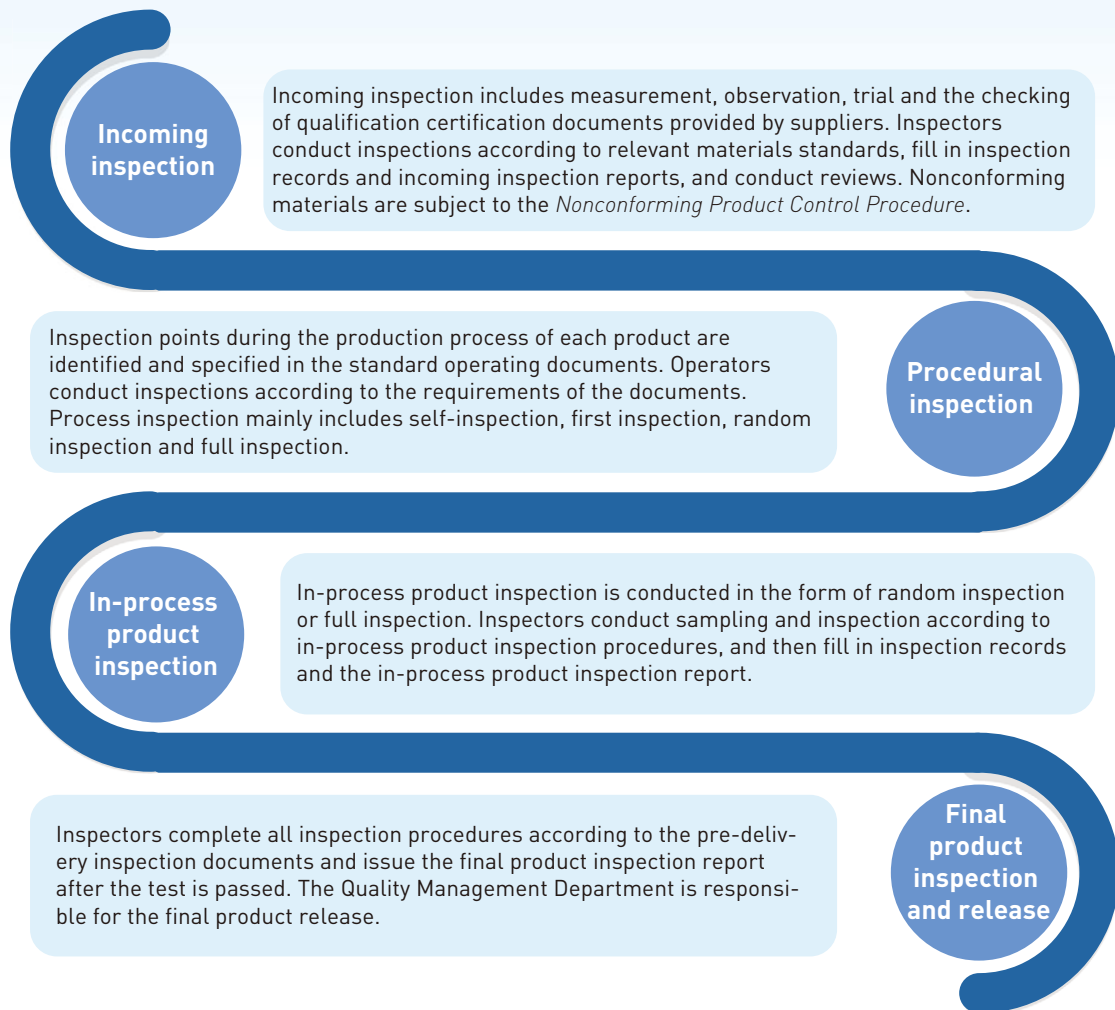 Incoming
inspection
Incoming inspection includes measurement, observation, trial and the checking
of qualification certification documents provided by suppliers. Inspectors
conduct inspections according to relevant materials standards, fill in inspection
records and incoming inspection reports, and conduct reviews. Nonconforming
materials are subject to the Nonconforming Product Control Procedure.
Inspection points during the production process of each product are
identified and specified in the standard operating documents. Operators
conduct inspections according to the requirements of the documents.
Process inspection mainly includes self-inspection, first inspection, random
inspection and full inspection.
Procedural
inspection
In-process
product
inspection
In-process product inspection is conducted in the form of random inspection
or full inspection. Inspectors conduct sampling and inspection according to
in-process product inspection procedures, and then fill in inspection records
and the in-process product inspection report.
Inspectors complete all inspection procedures according to the pre-deliv-
ery inspection documents and issue the final product inspection report
after the test is passed. The Quality Management Department is responsi-
ble for the final product release.
Final
product
inspection
and release